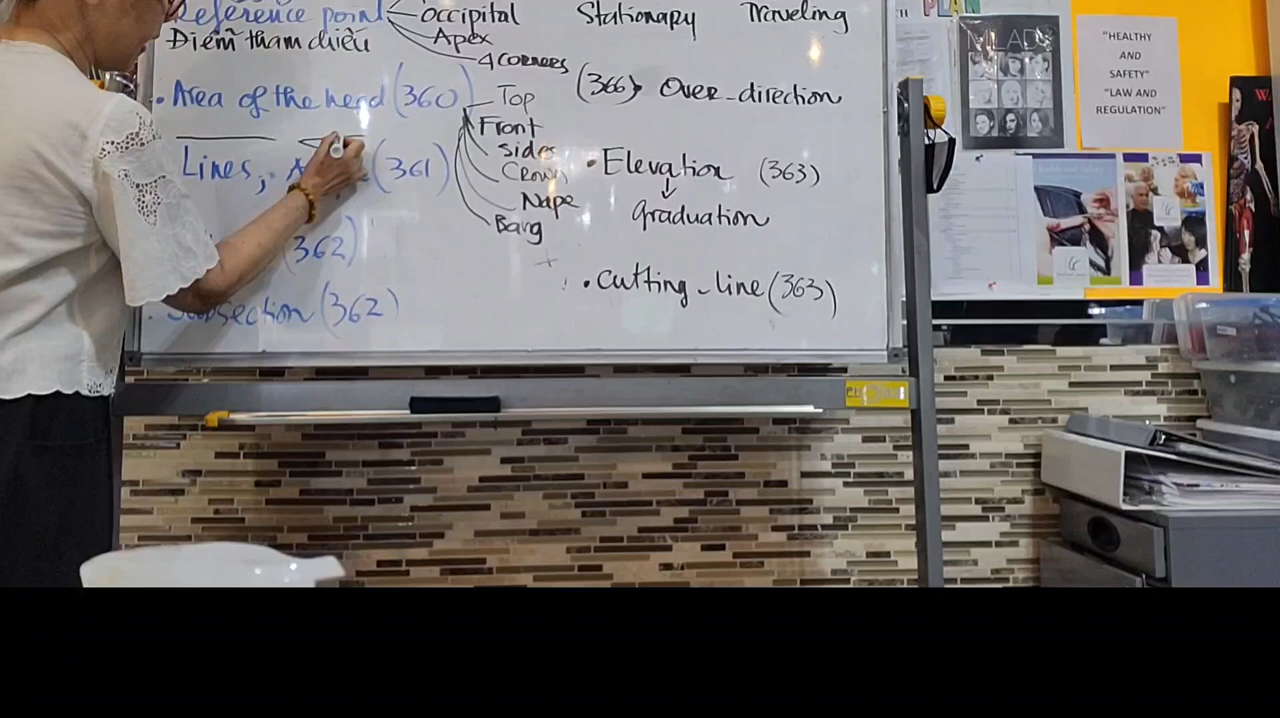 Reference point
Occipital
Apex
4 corners
Điểm tham chiếu
Stationary Traveling
• Area of the head (360)
Top
Front
sides
Crown
Nape
Bang
(366) Over-direction
Lines, (361)
• Elevation (363)
graduation
(362)
section (362)
• Cutting-line (363)
PLAN
MILADY
"HEALTHY
AND
SAFETY"
"LAW AND
REGULATION"